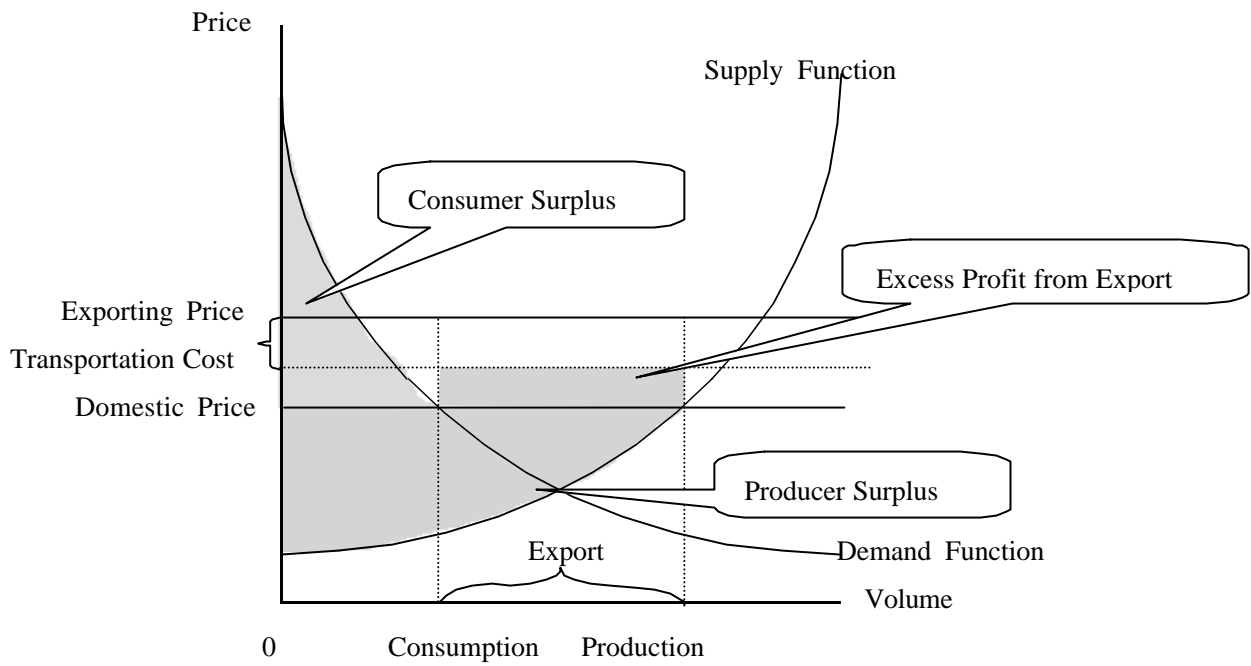 Price
Supply Function
Consumer Surplus
Excess Profit from Export
Exporting Price
Transportation Cost
Domestic Price
Producer Surplus
Export
Demand Function
Volume
0 Consumption Production